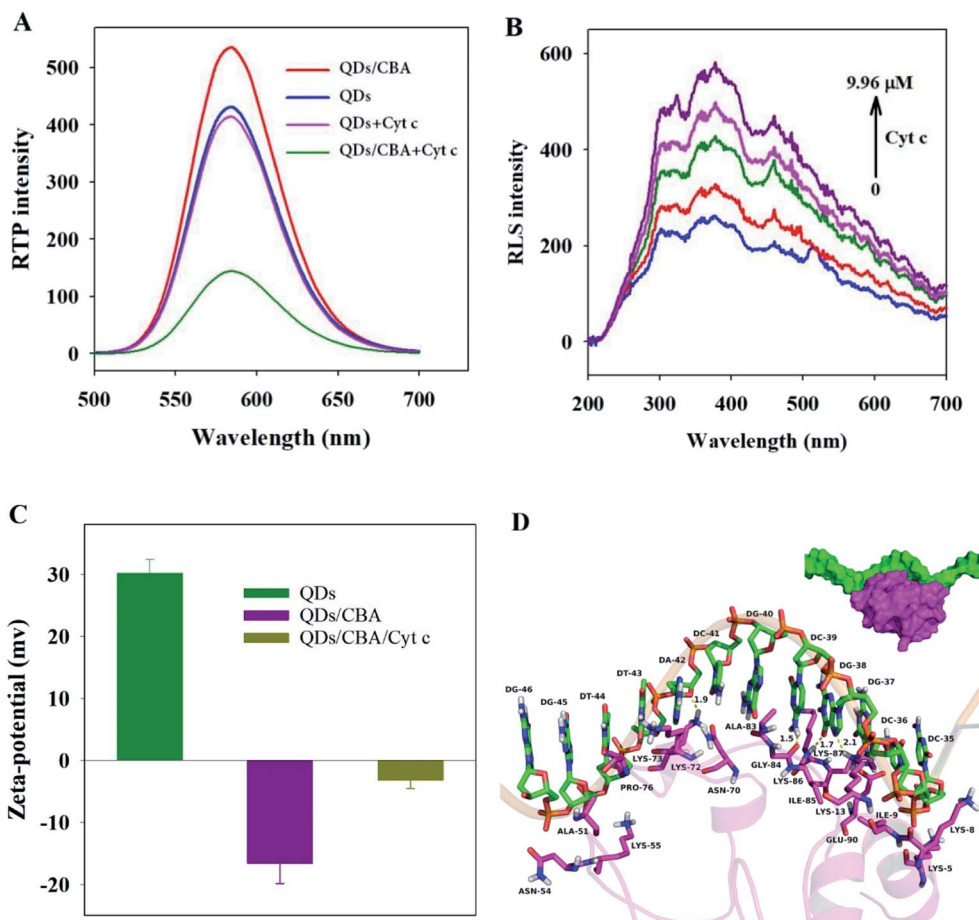 A
RTP intensity
500
400
300
200
100
0
QDs/CBA
QDs
QDs+Cyt c
QDs/CBA+Cyt c
500
550
600
650
700
Wavelength (nm)
B
RLS intensity
600
400
200
0
9.96 μM
Cyt c
0
200
300
400
500
600
700
Wavelength (nm)
C
Zeta-potential (mv)
30
20
10
0
-10
-20
QDs
QDs/CBA
QDs/CBA/Cyt c
D
DG-40
DC-41
DC-39
DA-42
DG-38
DT-43
DG-37
DG-46
DT-44
DG-45
1.9
DC-36
ALA-83
DC-35
1.5
1.7
2.1
LYS-73
LYS-87
GLY-84
LYS-72
LYS-86
PRO-76
ASN-70
ILE-85
LYS-13
ILE-9
LYS-8
ALA-51
GLU-90
LYS-55
LYS-5
ASN-54